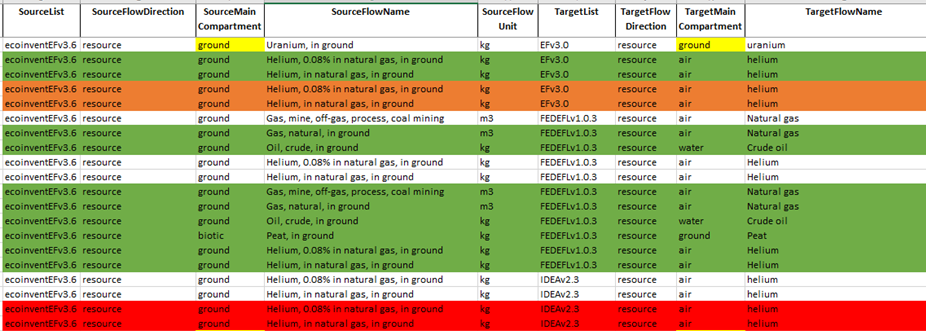 SourceList SourceFlowDirection SourceMain Compartment SourceFlowName SourceFlow Unit TargetList TargetFlow Direction TargetMain Compartment TargetFlowName
ecoinventEFv3.6 resource ground Uranium, in ground kg EFv3.0 resource ground uranium
ecoinventEFv3.6 resource ground Helium, 0.08% in natural gas, in ground kg EFv3.0 resource air helium
ecoinventEFv3.6 resource ground Helium, in natural gas, in ground kg EFv3.0 resource air helium
ecoinventEFv3.6 resource ground Helium, 0.08% in natural gas, in ground kg EFv3.0 resource air helium
ecoinventEFv3.6 resource ground Helium, in natural gas, in ground kg EFv3.0 resource air helium
ecoinventEFv3.6 resource ground Gas, mine, off-gas, process, coal mining m3 FEDEFLv1.0.3 resource air Natural gas
ecoinventEFv3.6 resource ground Gas, natural, in ground m3 FEDEFLv1.0.3 resource air Natural gas
ecoinventEFv3.6 resource ground Oil, crude, in ground kg FEDEFLv1.0.3 resource water Crude oil
ecoinventEFv3.6 resource ground Helium, 0.08% in natural gas, in ground kg FEDEFLv1.0.3 resource air Helium
ecoinventEFv3.6 resource ground Helium, in natural gas, in ground kg FEDEFLv1.0.3 resource air Helium
ecoinventEFv3.6 resource ground Gas, mine, off-gas, process, coal mining m3 FEDEFLv1.0.3 resource air Natural gas
ecoinventEFv3.6 resource ground Gas, natural, in ground m3 FEDEFLv1.0.3 resource air Natural gas
ecoinventEFv3.6 resource ground Oil, crude, in ground kg FEDEFLv1.0.3 resource water Crude oil
ecoinventEFv3.6 resource biotic Peat, in ground kg FEDEFLv1.0.3 resource ground Peat
ecoinventEFv3.6 resource ground Helium, 0.08% in natural gas, in ground kg FEDEFLv1.0.3 resource air Helium
ecoinventEFv3.6 resource ground Helium, in natural gas, in ground kg FEDEFLv1.0.3 resource air Helium
ecoinventEFv3.6 resource ground Helium, 0.08% in natural gas, in ground kg IDEAv2.3 resource air helium
ecoinventEFv3.6 resource ground Helium, in natural gas, in ground kg IDEAv2.3 resource air helium
ecoinventEFv3.6 resource ground Helium, 0.08% in natural gas, in ground kg IDEAv2.3 resource air helium
ecoinventEFv3.6 resource ground Helium, in natural gas, in ground kg IDEAv2.3 resource air helium